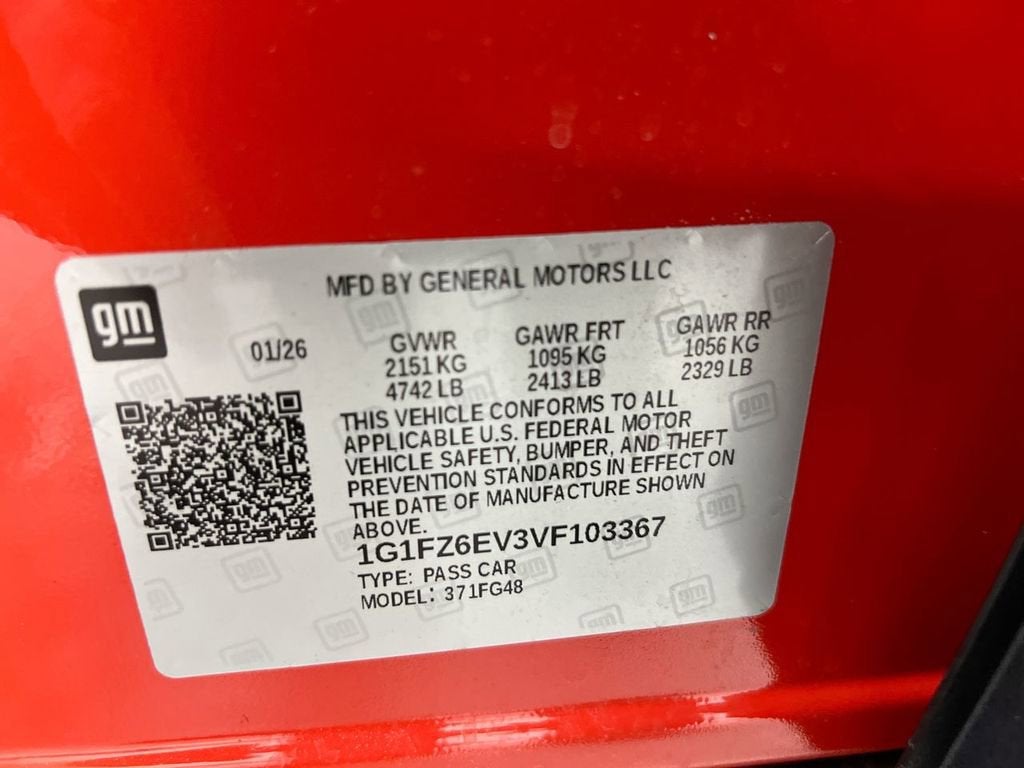 MFD BY GENERAL MOTORS LLC
gm
01/26
GVWR GAWR FRT GAWR RR
2151 KG 1095 KG 1056 KG
4742 LB 2413 LB 2329 LB
THIS VEHICLE CONFORMS TO ALL
APPLICABLE U.S. FEDERAL MOTOR
VEHICLE SAFETY, BUMPER, AND THEFT
PREVENTION STANDARDS IN EFFECT ON
THE DATE OF MANUFACTURE SHOWN
ABOVE.
1G1FZ6EV3VF103367
TYPE: PASS CAR
MODEL: 371FG48